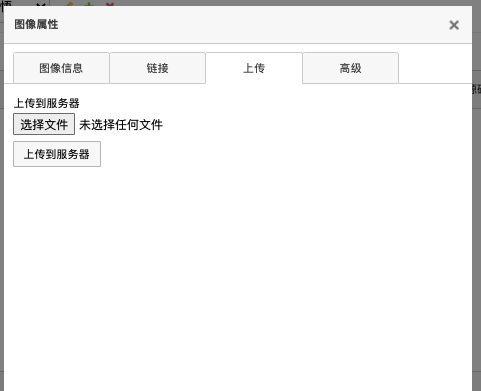 图像属性
图像信息 链接 上传 高级
上传到服务器
选择文件 未选择任何文件
上传到服务器